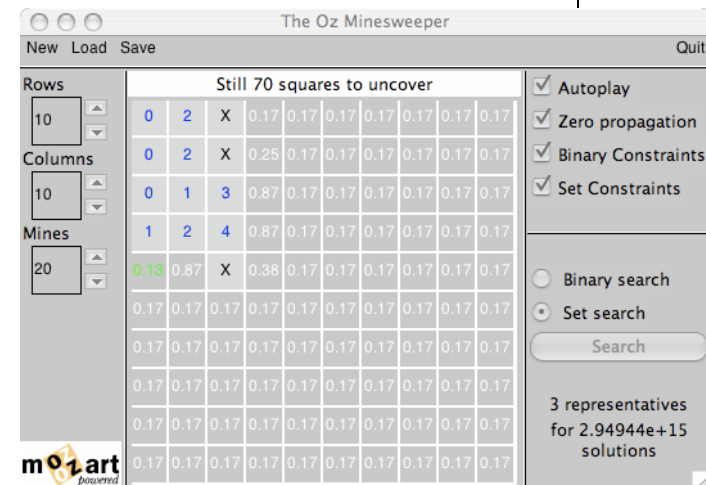 The Oz Minesweeper
New Load Save Quit
Rows
10
Columns
10
Mines
20
Still 70 squares to uncover
0 2 X 0.17 0.17 0.17 0.17 0.17 0.17 0.17
0 2 X 0.25 0.17 0.17 0.17 0.17 0.17 0.17
0 1 3 0.87 0.17 0.17 0.17 0.17 0.17 0.17
1 2 4 0.87 0.17 0.17 0.17 0.17 0.17 0.17
0.13 0.87 X 0.38 0.17 0.17 0.17 0.17 0.17 0.17
0.17 0.17 0.17 0.17 0.17 0.17 0.17 0.17 0.17 0.17
0.17 0.17 0.17 0.17 0.17 0.17 0.17 0.17 0.17 0.17
0.17 0.17 0.17 0.17 0.17 0.17 0.17 0.17 0.17 0.17
0.17 0.17 0.17 0.17 0.17 0.17 0.17 0.17 0.17 0.17
0.17 0.17 0.17 0.17 0.17 0.17 0.17 0.17 0.17 0.17
Autoplay
Zero propagation
Binary Constraints
Set Constraints
Binary search
Set search
Search
3 representatives
for 2.94944e+15
solutions
mozart
powered